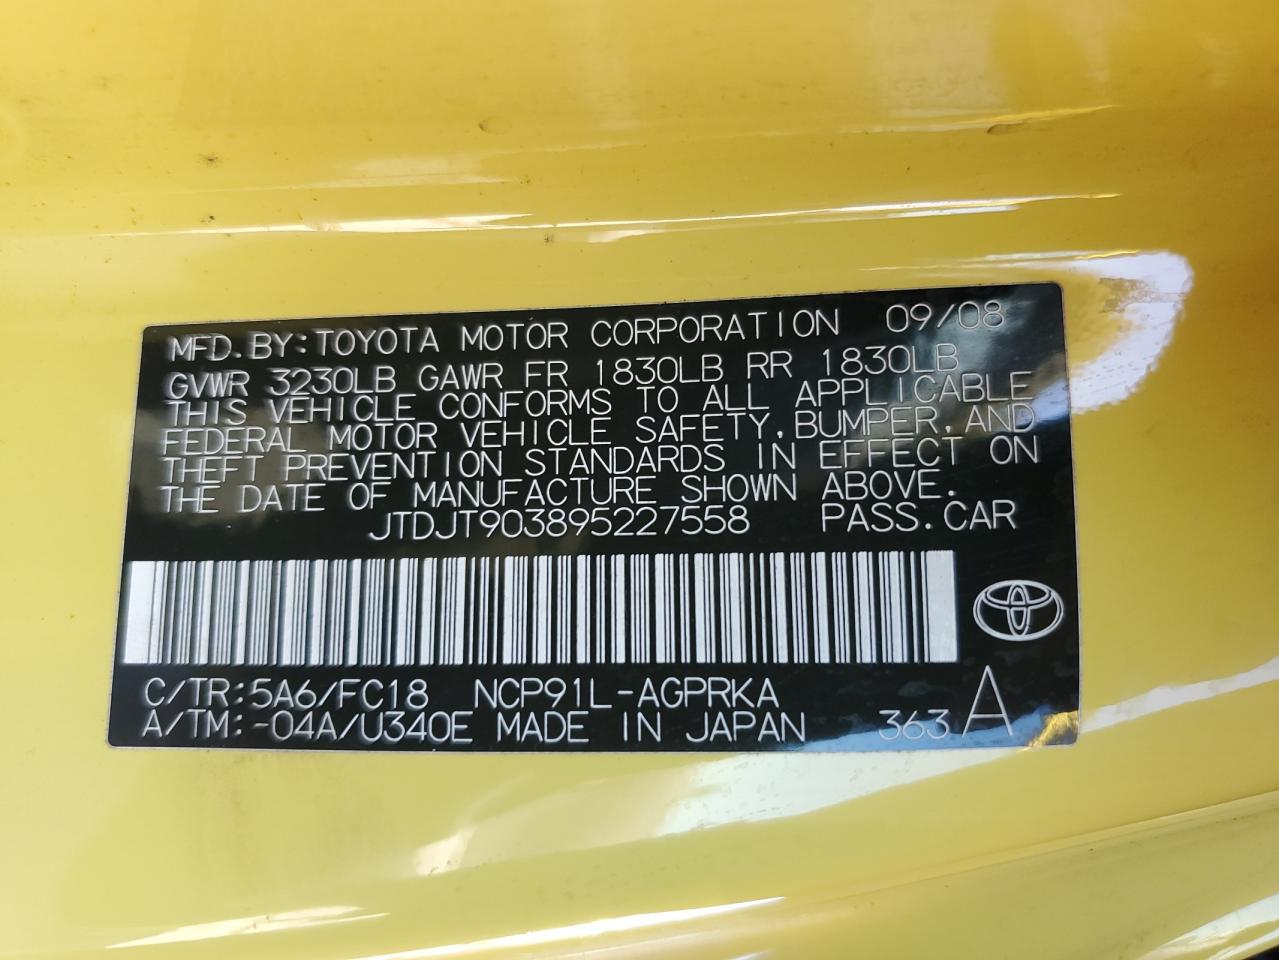 MFD.BY:TOYOTA MOTOR CORPORATION 09/08
GVWR 3230LB GAWR FR 1830LB RR 1830LB
THIS VEHICLE CONFORMS TO ALL APPLICABLE
FEDERAL MOTOR VEHICLE SAFETY,BUMPER,AND
THEFT PREVENTION STANDARDS IN EFFECT ON
THE DATE OF MANUFACTURE SHOWN ABOVE.
JTDJT903895227558 PASS.CAR
C/TR:5A6/FC18 NCP91L-AGPRKA
A/TM:-04A/U340E MADE IN JAPAN 363 A